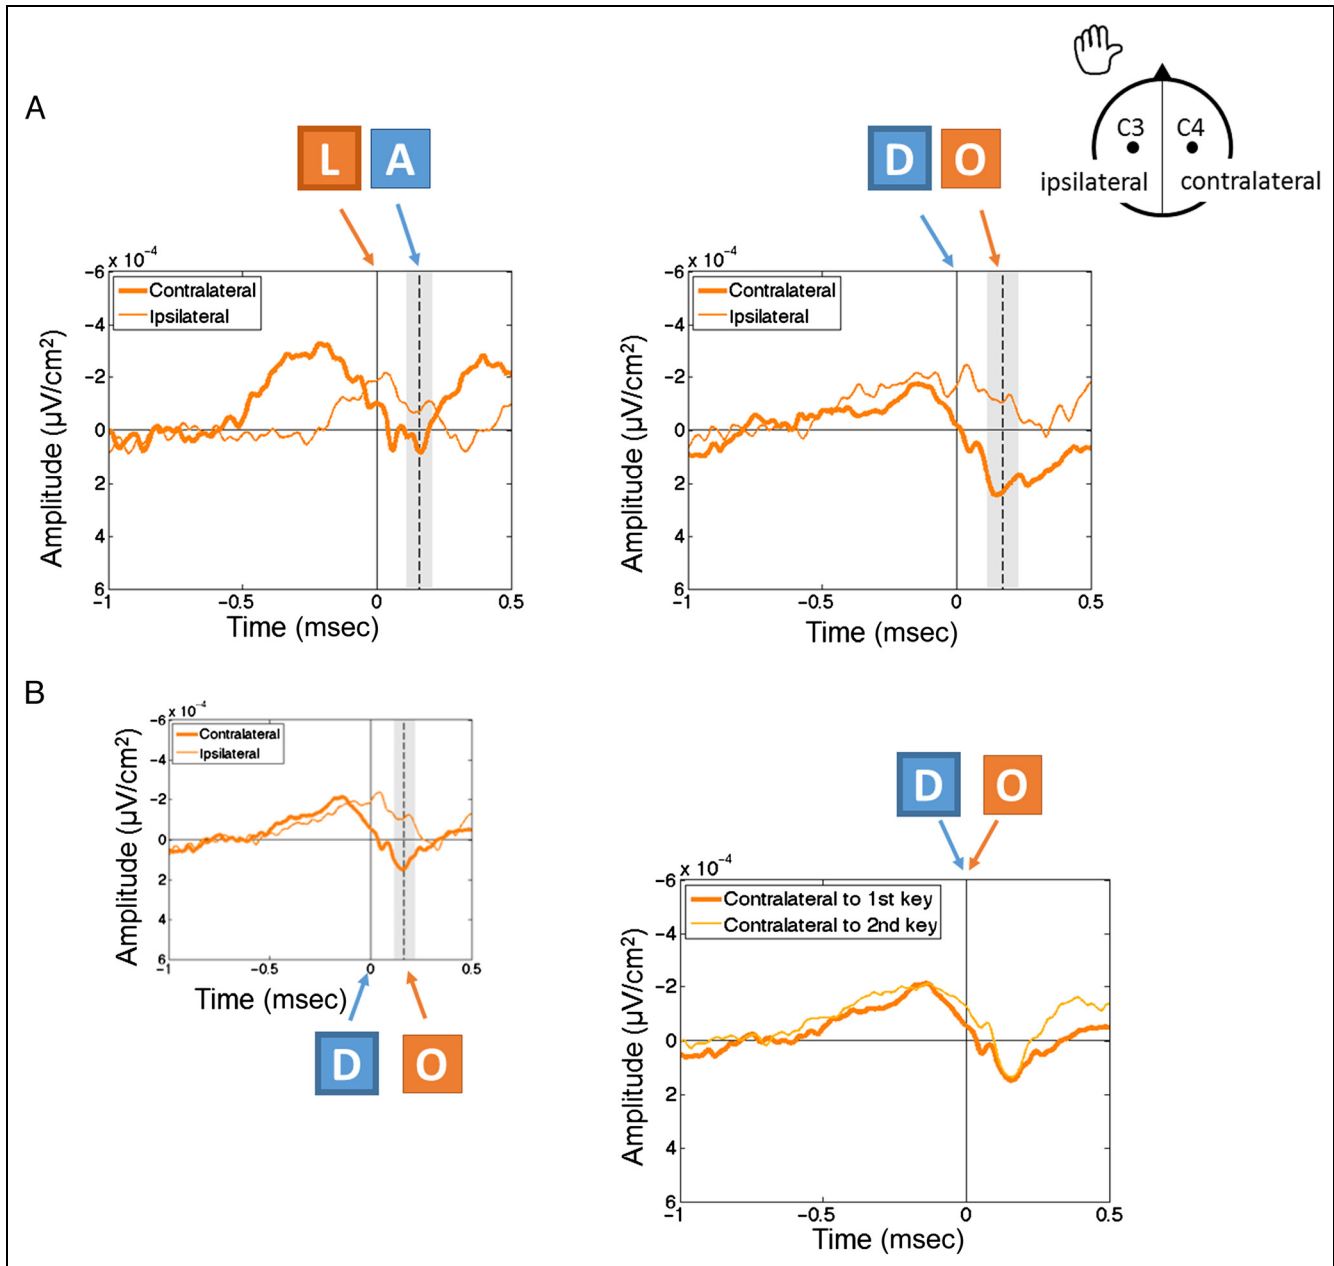 A
L A
D O
C3 C4
ipsilateral contralateral
x 10⁻⁴
Contralateral
Ipsilateral
Amplitude (µV/cm²)
-6
-4
-2
0
2
4
6
-1 -0.5 0 0.5
Time (msec)
x 10⁻⁴
Contralateral
Ipsilateral
Amplitude (µV/cm²)
-6
-4
-2
0
2
4
6
-1 -0.5 0 0.5
Time (msec)
B
x 10⁻⁴
Contralateral
Ipsilateral
Amplitude (µV/cm²)
-6
-4
-2
0
2
4
6
-1 -0.5 0 0.5
Time (msec)
D O
D O
x 10⁻⁴
Contralateral to 1st key
Contralateral to 2nd key
Amplitude (µV/cm²)
-6
-4
-2
0
2
4
6
-1 -0.5 0 0.5
Time (msec)